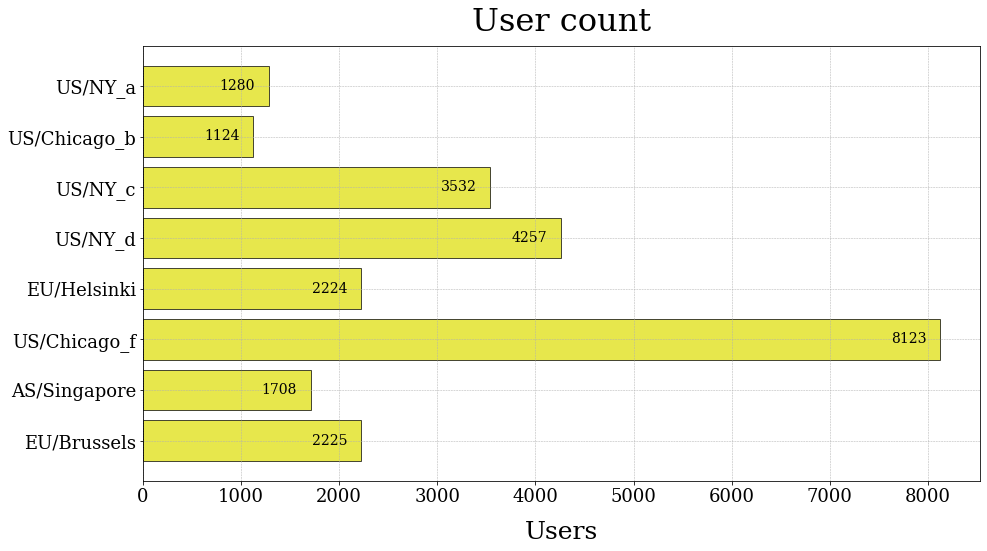 User count
US/NY_a
1280
US/Chicago_b
1124
US/NY_c
3532
US/NY_d
4257
EU/Helsinki
2224
US/Chicago_f
8123
AS/Singapore
1708
EU/Brussels
2225
0 1000 2000 3000 4000 5000 6000 7000 8000
Users